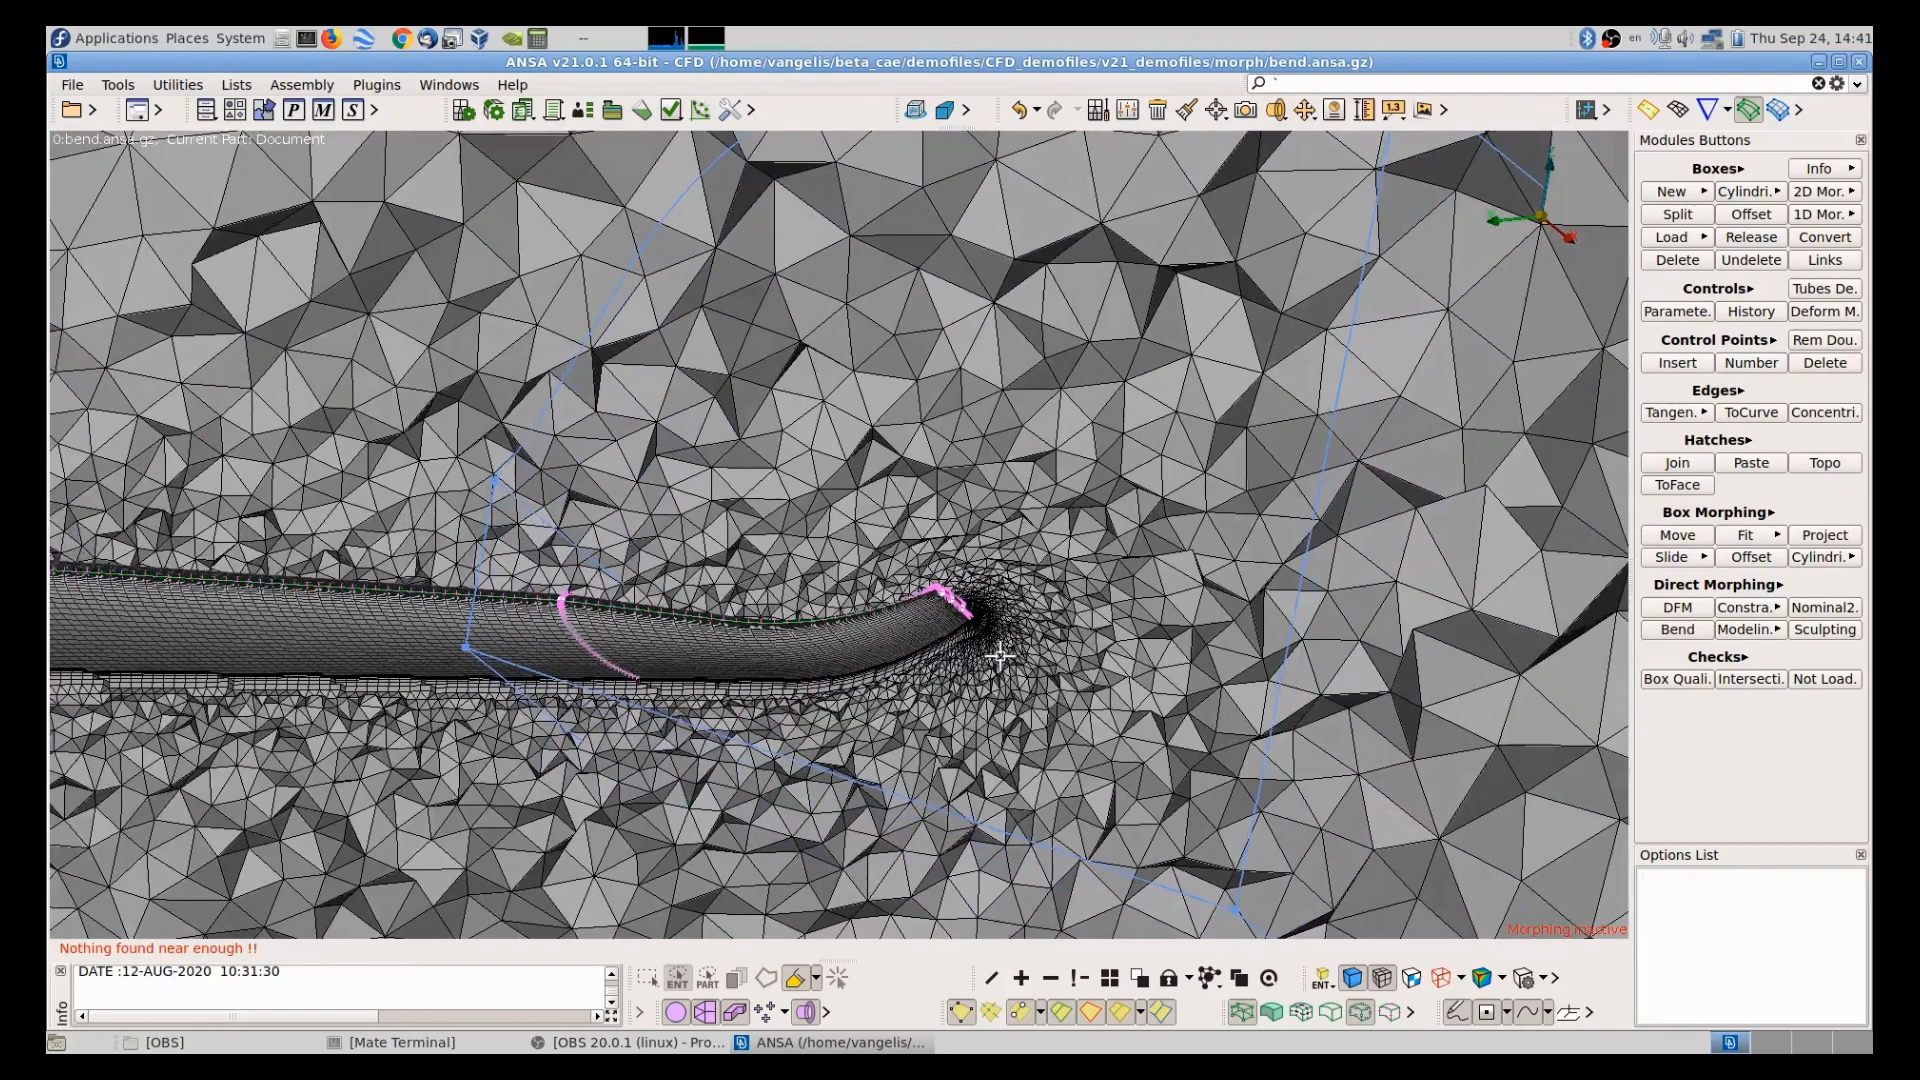 Applications Places System -- en Thu Sep 24, 14:41
ANSA v21.0.1 64-bit - CFD (/home/vangelis/beta_cae/demofiles/CFD_demofiles/v21_demofiles/morph/bend.ansa.gz)
File Tools Utilities Lists Assembly Plugins Windows Help
P M S 1.3
0:bend.ansa.gz, Current Part: Document
Modules Buttons
Boxes Info
New Cylindri. 2D Mor.
Split Offset 1D Mor.
Load Release Convert
Delete Undelete Links
Controls Tubes De.
Paramete. History Deform M.
Control Points Rem Dou.
Insert Number Delete
Edges
Tangen. ToCurve Concentri.
Hatches
Join Paste Topo
ToFace
Box Morphing
Move Fit Project
Slide Offset Cylindri.
Direct Morphing
DFM Constra. Nominal2.
Bend Modelin. Sculpting
Checks
Box Quali. Intersecti. Not Load.
Options List
Morphing inactive
Nothing found near enough !!
DATE :12-AUG-2020 10:31:30
Info
ENT PART ENT
[OBS] [Mate Terminal] [OBS 20.0.1 (linux) - Pro... ANSA (/home/vangelis/...